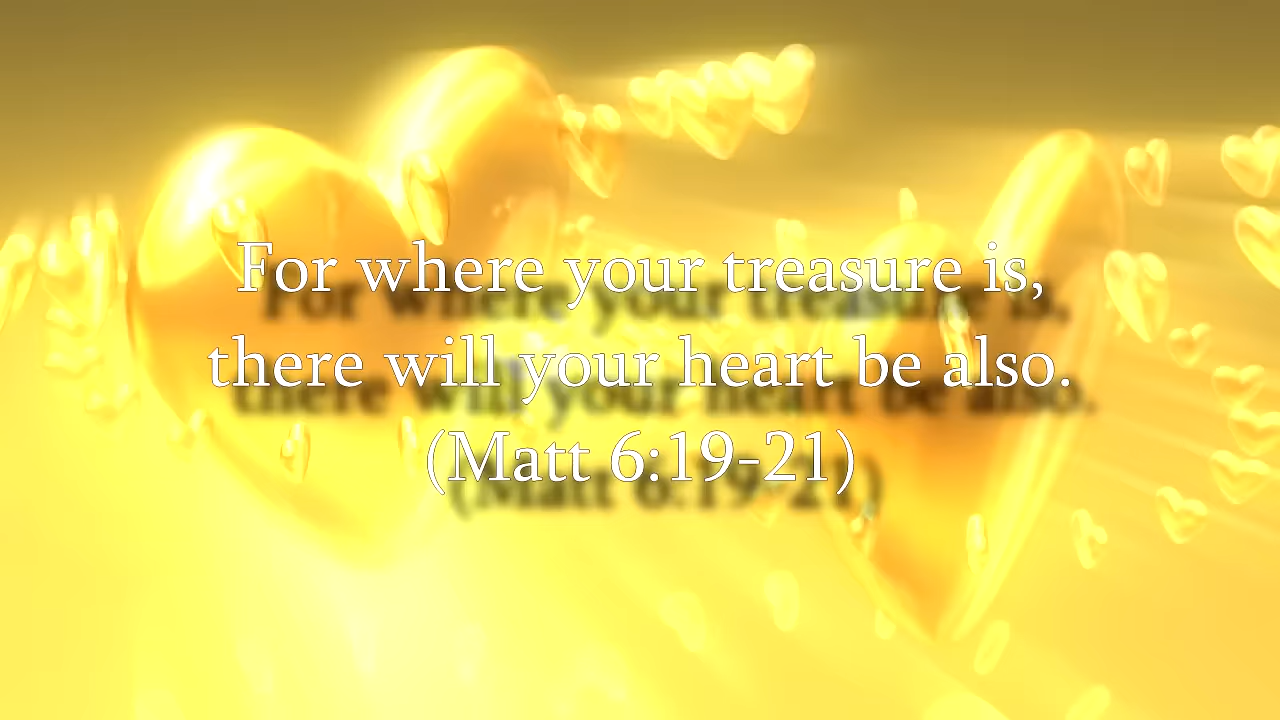 For where your treasure is,
there will your heart be also.
(Matt 6:19-21)